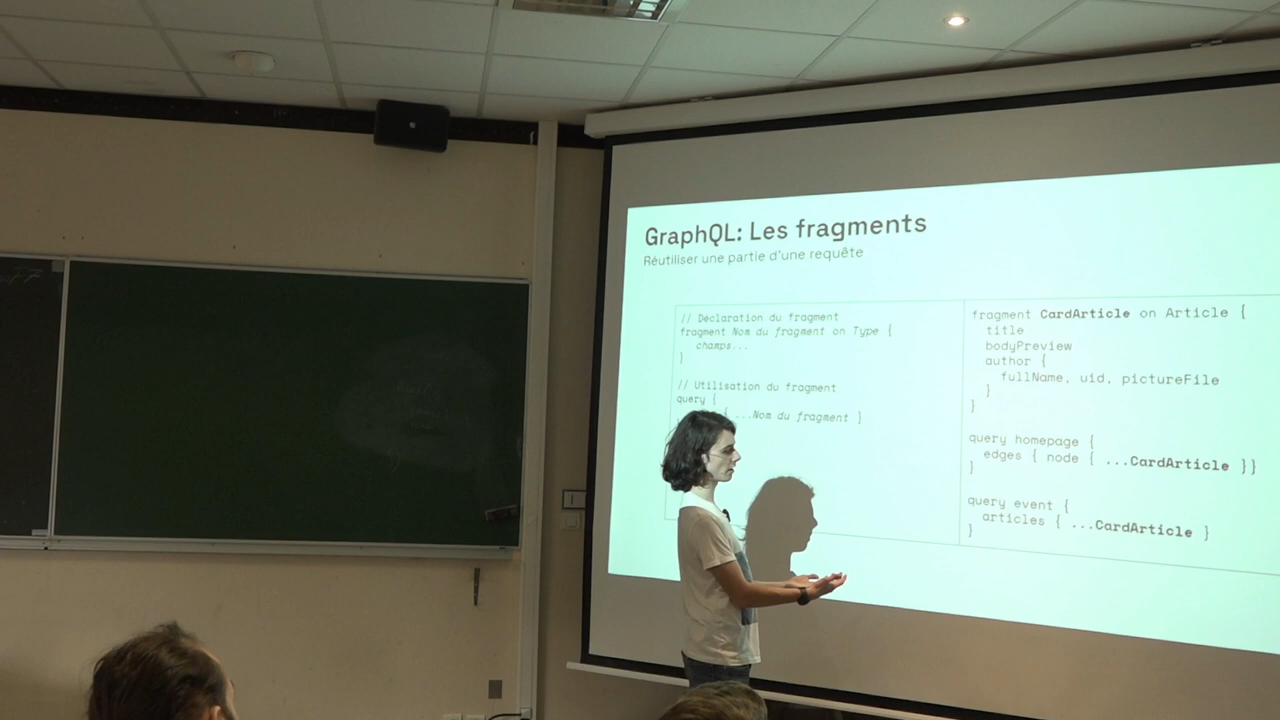 GraphQL: Les fragments
Réutiliser une partie d'une requête
// Déclaration du fragment
fragment Nom du fragment on Type {
champs...
}
// Utilisation du fragment
query {
{ ...Nom du fragment }
fragment CardArticle on Article {
title
bodyPreview
author {
fullName, uid, pictureFile
}
}
query homepage {
edges { node { ...CardArticle }}
}
query event {
articles { ...CardArticle }
}